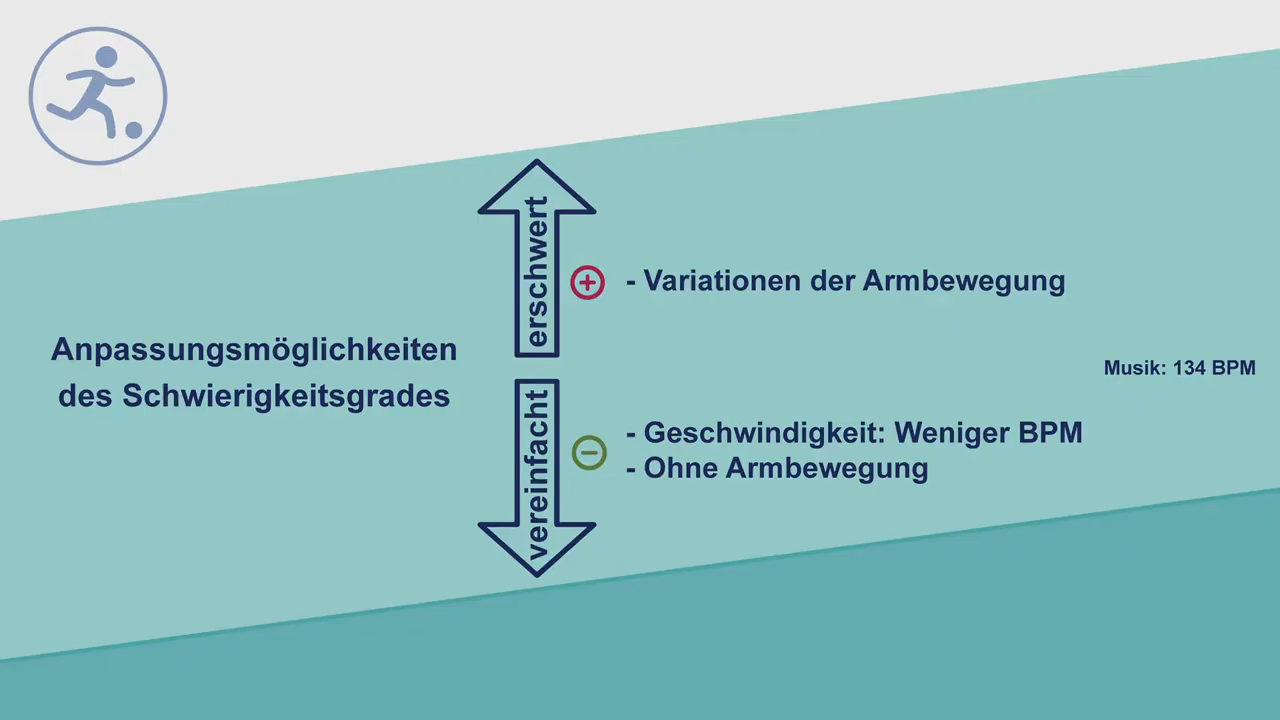 Anpassungsmöglichkeiten
des Schwierigkeitsgrades
erschwert
- Variationen der Armbewegung
vereinfacht
- Geschwindigkeit: Weniger BPM
- Ohne Armbewegung
Musik: 134 BPM